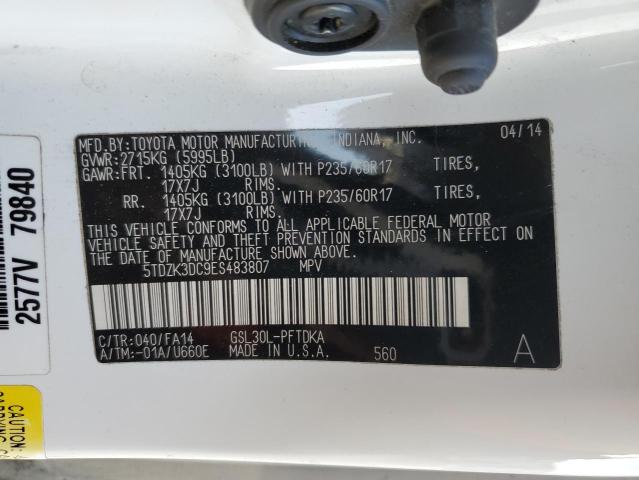 MFD.BY: TOYOTA MOTOR MANUFACTURING, INDIANA, INC. 04/14
GVWR: 2715KG (5995LB)
GAWR: FRT. 1405KG (3100LB) WITH P235/60R17 TIRES,
17X7J RIMS.
RR. 1405KG (3100LB) WITH P235/60R17 TIRES,
17X7J RIMS.
THIS VEHICLE CONFORMS TO ALL APPLICABLE FEDERAL MOTOR
VEHICLE SAFETY AND THEFT PREVENTION STANDARDS IN EFFECT ON
THE DATE OF MANUFACTURE SHOWN ABOVE.
5TDZK3DC9ES483807 MPV
C/TR: 040/FA14 GSL30L-PFTDKA
A/TM: -01A/U660E MADE IN U.S.A. 560 A
2577V 79840
CAUTION:
CARRYING